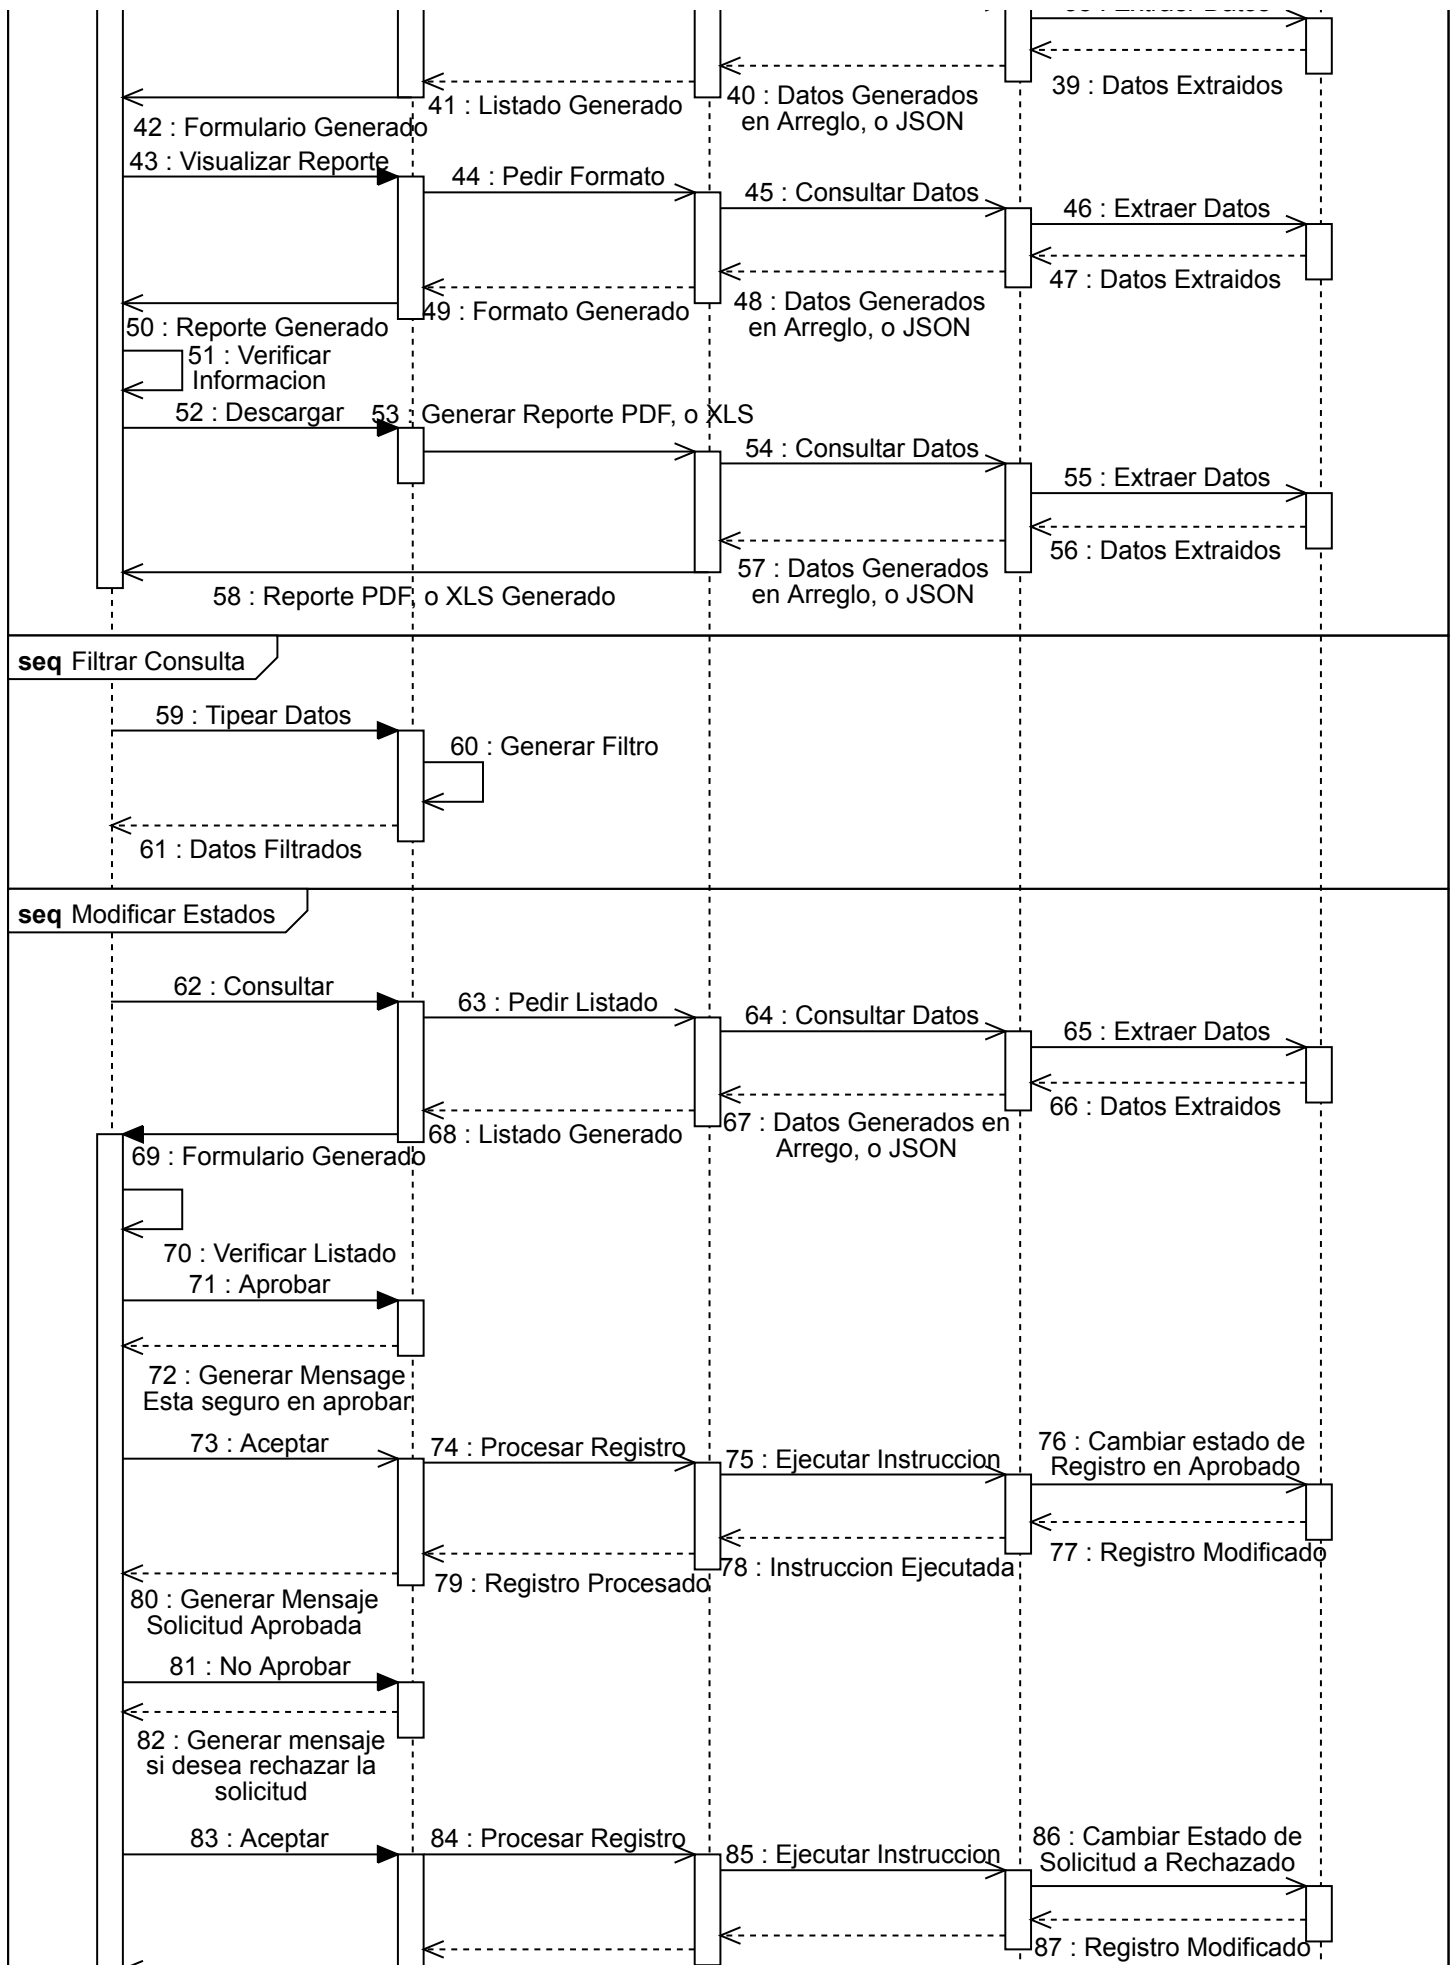 39 : Datos Extraidos
40 : Datos Generados
en Arreglo, o JSON
41 : Listado Generado
42 : Formulario Generado
43 : Visualizar Reporte
44 : Pedir Formato
45 : Consultar Datos
46 : Extraer Datos
47 : Datos Extraidos
48 : Datos Generados
en Arreglo, o JSON
49 : Formato Generado
50 : Reporte Generado
51 : Verificar
Informacion
52 : Descargar
53 : Generar Reporte PDF, o XLS
54 : Consultar Datos
55 : Extraer Datos
56 : Datos Extraidos
57 : Datos Generados
en Arreglo, o JSON
58 : Reporte PDF, o XLS Generado
seq Filtrar Consulta
59 : Tipear Datos
60 : Generar Filtro
61 : Datos Filtrados
seq Modificar Estados
62 : Consultar
63 : Pedir Listado
64 : Consultar Datos
65 : Extraer Datos
66 : Datos Extraidos
67 : Datos Generados en
Arrego, o JSON
68 : Listado Generado
69 : Formulario Generado
70 : Verificar Listado
71 : Aprobar
72 : Generar Mensage
Esta seguro en aprobar
73 : Aceptar
74 : Procesar Registro
75 : Ejecutar Instruccion
76 : Cambiar estado de
Registro en Aprobado
77 : Registro Modificado
78 : Instruccion Ejecutada
79 : Registro Procesado
80 : Generar Mensaje
Solicitud Aprobada
81 : No Aprobar
82 : Generar mensaje
si desea rechazar la
solicitud
83 : Aceptar
84 : Procesar Registro
85 : Ejecutar Instruccion
86 : Cambiar Estado de
Solicitud a Rechazado
87 : Registro Modificado